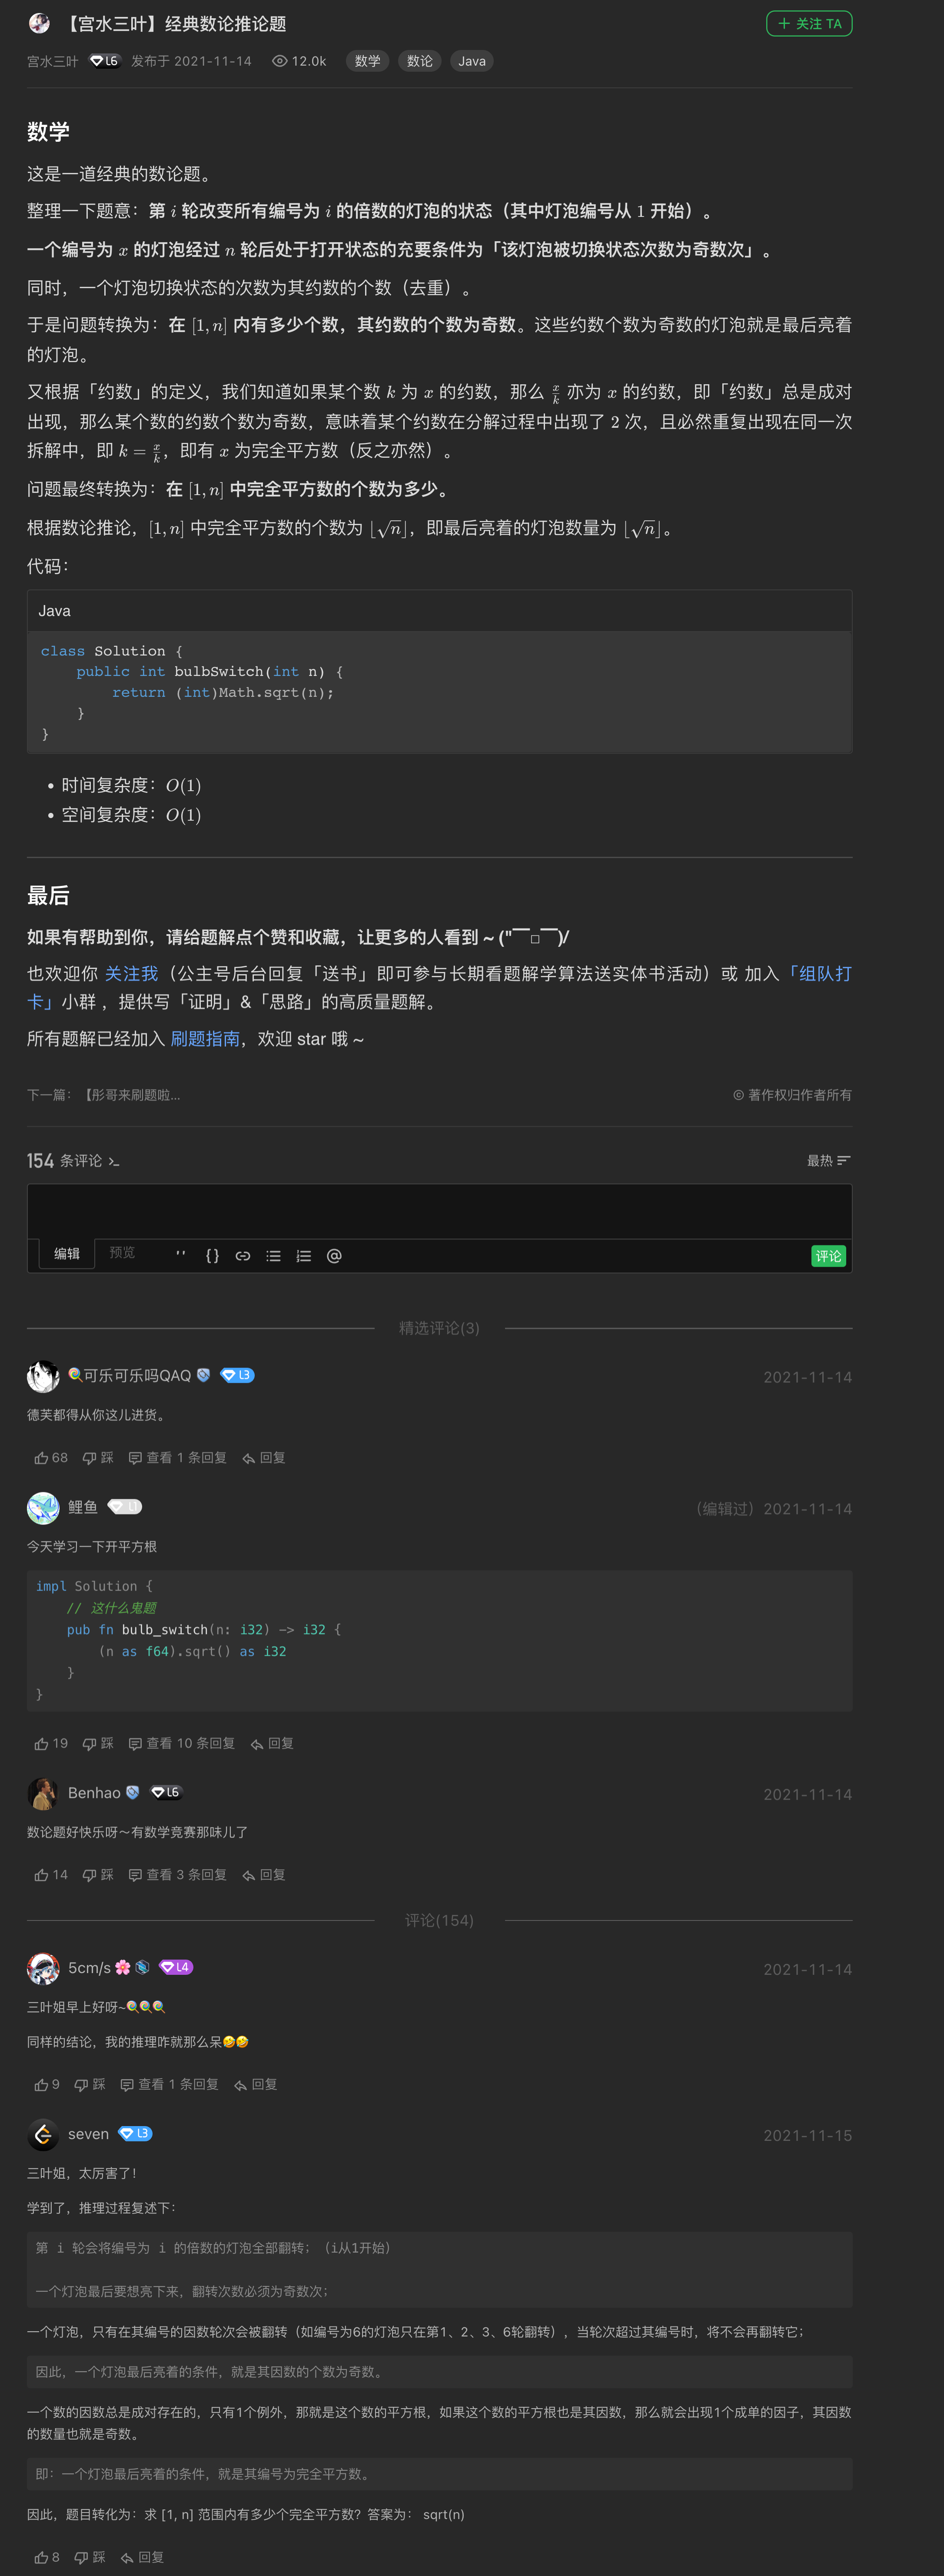 【宫水三叶】经典数论推论题
＋ 关注 TA
宫水三叶 L6 发布于 2021-11-14 12.0k 数学 数论 Java
数学
这是一道经典的数论题。
整理一下题意：第 i 轮改变所有编号为 i 的倍数的灯泡的状态（其中灯泡编号从 1 开始）。
一个编号为 x 的灯泡经过 n 轮后处于打开状态的充要条件为「该灯泡被切换状态次数为奇数次」。
同时，一个灯泡切换状态的次数为其约数的个数（去重）。
于是问题转换为：在 [1, n] 内有多少个数，其约数的个数为奇数。这些约数个数为奇数的灯泡就是最后亮着
的灯泡。
又根据「约数」的定义，我们知道如果某个数 k 为 x 的约数，那么 x/k 亦为 x 的约数，即「约数」总是成对
出现，那么某个数的约数个数为奇数，意味着某个约数在分解过程中出现了 2 次，且必然重复出现在同一次
拆解中，即 k = x/k，即有 x 为完全平方数（反之亦然）。
问题最终转换为：在 [1, n] 中完全平方数的个数为多少。
根据数论推论，[1, n] 中完全平方数的个数为 ⌊√n⌋，即最后亮着的灯泡数量为 ⌊√n⌋。
代码：
Java
class Solution {
    public int bulbSwitch(int n) {
        return (int)Math.sqrt(n);
    }
}
• 时间复杂度：O(1)
• 空间复杂度：O(1)
最后
如果有帮助到你，请给题解点个赞和收藏，让更多的人看到 ~ ("▔□▔)/
也欢迎你 关注我（公主号后台回复「送书」即可参与长期看题解学算法送实体书活动）或 加入「组队打
卡」小群 ，提供写「证明」&「思路」的高质量题解。
所有题解已经加入 刷题指南，欢迎 star 哦 ~
下一篇：【彤哥来刷题啦... © 著作权归作者所有
154 条评论 最热
编辑 预览 '' {} @ 评论
精选评论(3)
🍭可乐可乐吗QAQ L3 2021-11-14
德芙都得从你这儿进货。
68 踩 查看 1 条回复 回复
鲤鱼 L1 （编辑过）2021-11-14
今天学习一下开平方根
impl Solution {
    // 这什么鬼题
    pub fn bulb_switch(n: i32) -> i32 {
        (n as f64).sqrt() as i32
    }
}
19 踩 查看 10 条回复 回复
Benhao L6 2021-11-14
数论题好快乐呀～有数学竞赛那味儿了
14 踩 查看 3 条回复 回复
评论(154)
5cm/s🌸 L4 2021-11-14
三叶姐早上好呀~🍭🍭🍭
同样的结论，我的推理咋就那么呆🤣🤣
9 踩 查看 1 条回复 回复
seven L3 2021-11-15
三叶姐，太厉害了！
学到了，推理过程复述下：
第 i 轮会将编号为 i 的倍数的灯泡全部翻转；（i从1开始）
一个灯泡最后要想亮下来，翻转次数必须为奇数次；
一个灯泡，只有在其编号的因数轮次会被翻转（如编号为6的灯泡只在第1、2、3、6轮翻转），当轮次超过其编号时，将不会再翻转它；
因此，一个灯泡最后亮着的条件，就是其因数的个数为奇数。
一个数的因数总是成对存在的，只有1个例外，那就是这个数的平方根，如果这个数的平方根也是其因数，那么就会出现1个成单的因子，其因数
的数量也就是奇数。
即：一个灯泡最后亮着的条件，就是其编号为完全平方数。
因此，题目转化为：求 [1, n] 范围内有多少个完全平方数？答案为： sqrt(n)
8 踩 回复